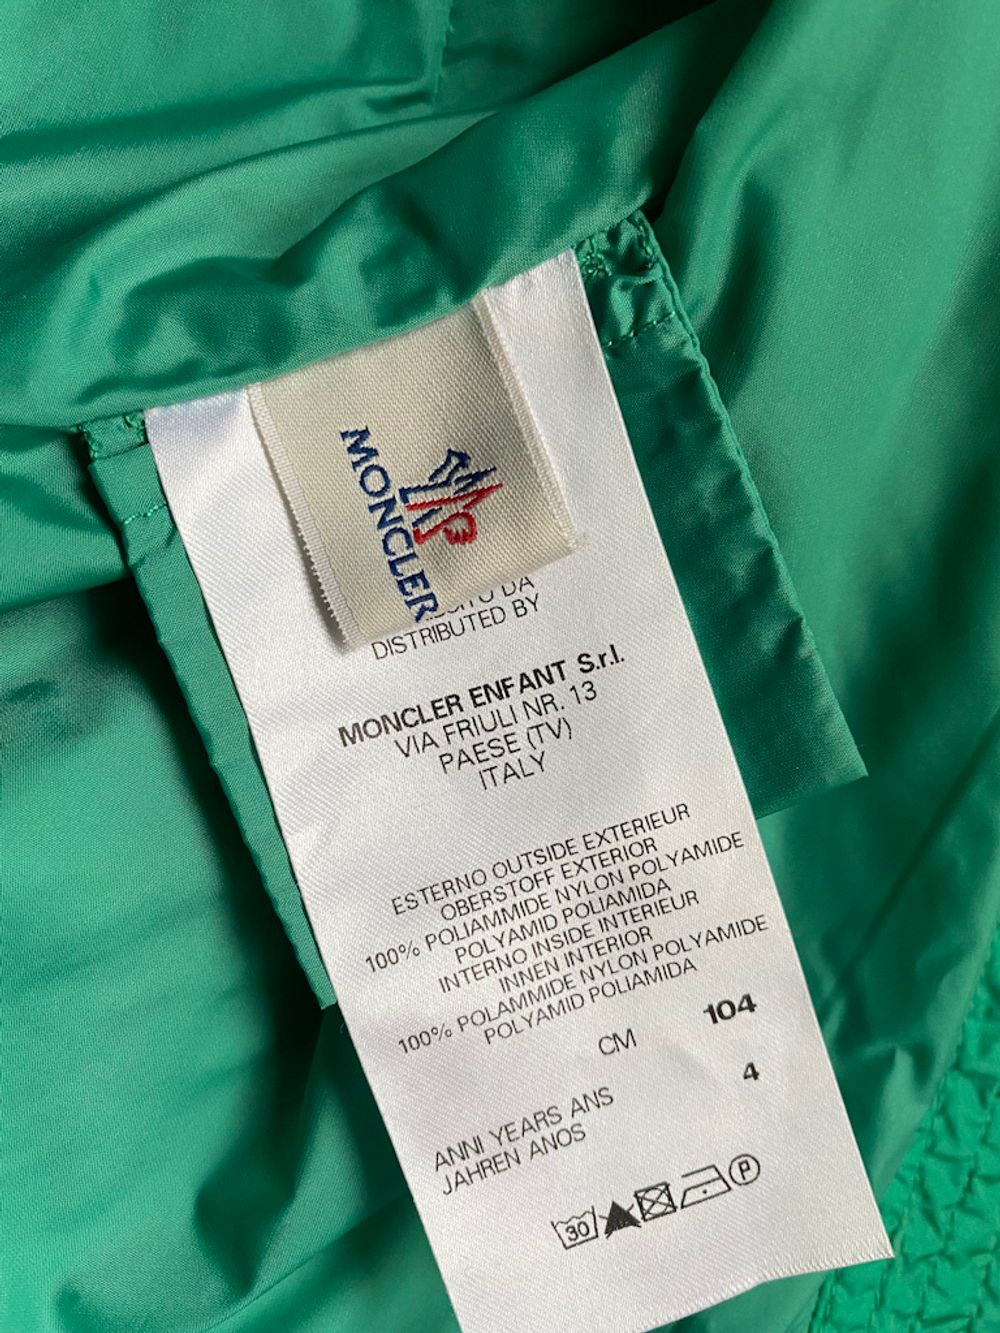 MONCLER
DA
DISTRIBUTED BY
MONCLER ENFANT S.r.l.
VIA FRIULI NR. 13
PAESE (TV)
ITALY
ESTERNO OUTSIDE EXTERIEUR
OBERSTOFF EXTERIOR
100% POLIAMMIDE NYLON POLYAMIDE
POLYAMID POLIAMIDA
INTERNO INSIDE INTERIEUR
INNEN INTERIOR
100% POLAMMIDE NYLON POLYAMIDE
POLYAMID POLIAMIDA
CM 104
ANNI YEARS ANS 4
JAHREN ANOS
30 P